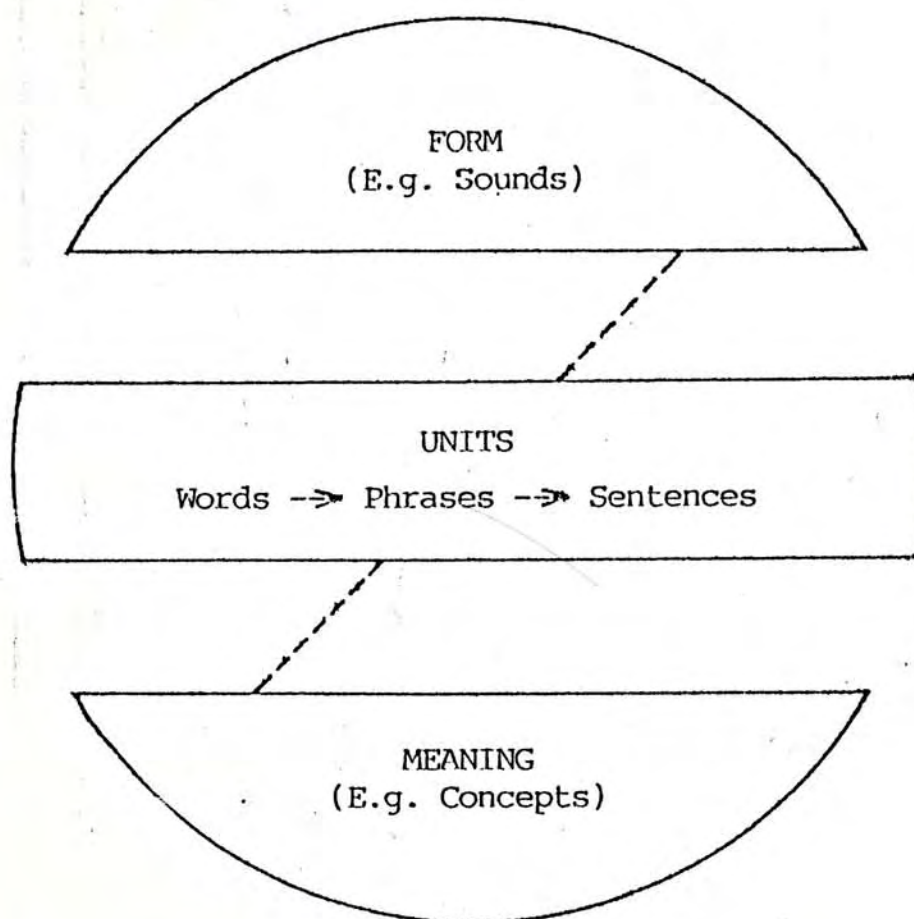 FORM
(E.g. Sounds)
UNITS
Words --> Phrases --> Sentences
MEANING
(E.g. Concepts)